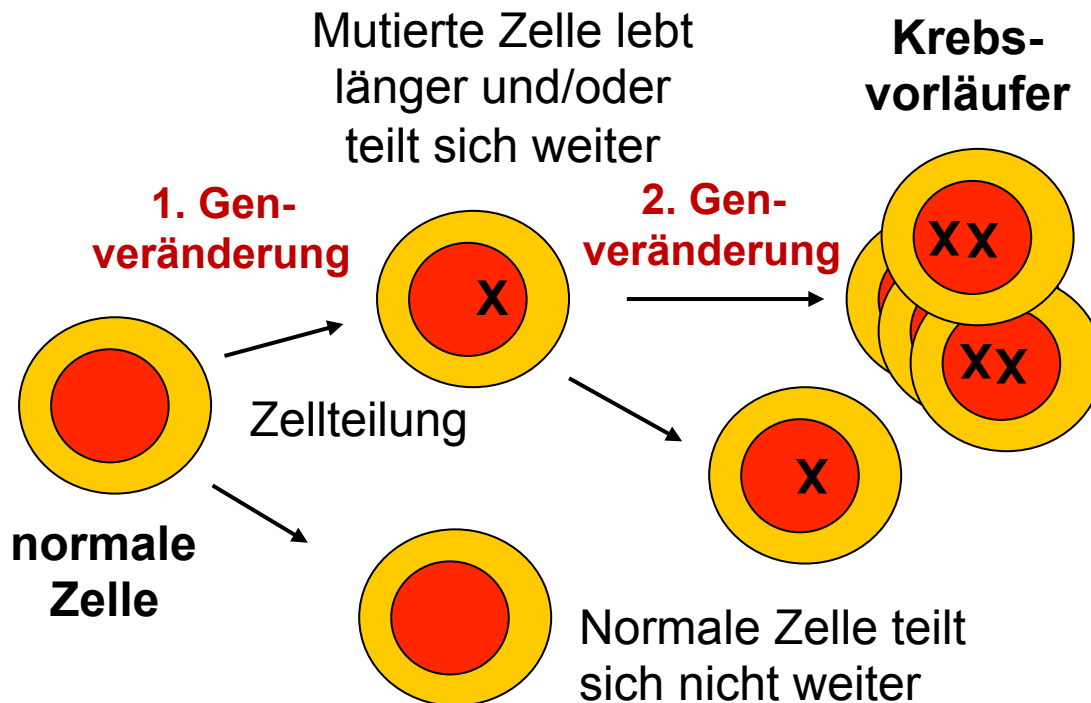 Mutierte Zelle lebt
länger und/oder
teilt sich weiter
Krebs-
vorläufer
1. Gen-
veränderung
2. Gen-
veränderung
X
XX
XX
X
Zellteilung
normale
Zelle
Normale Zelle teilt
sich nicht weiter